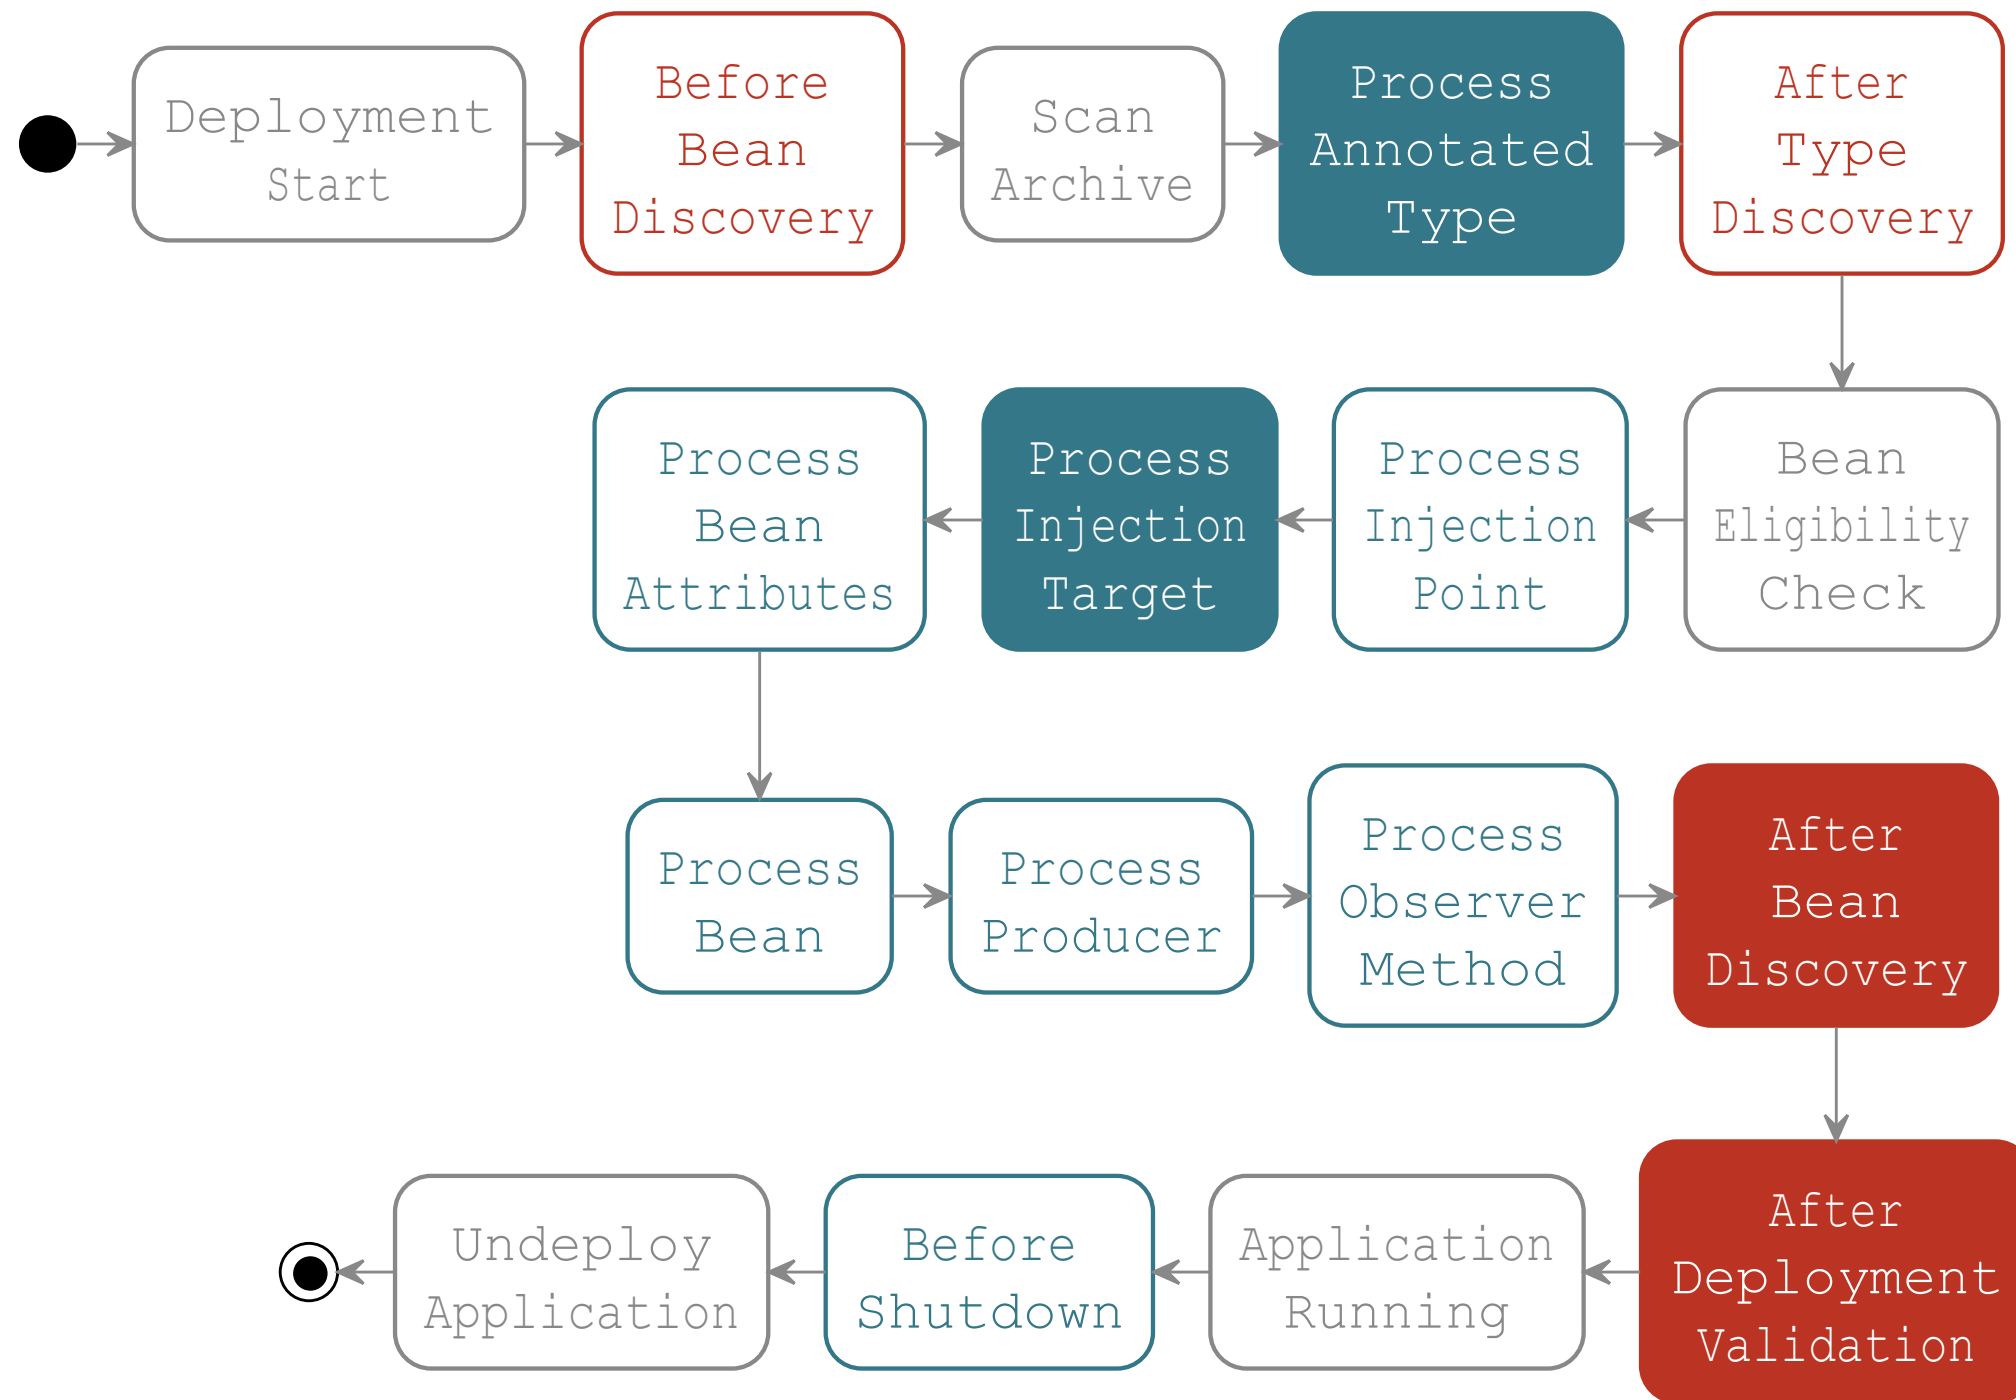 Deployment
Start
Before
Bean
Discovery
Scan
Archive
Process
Annotated
Type
After
Type
Discovery
Bean
Eligibility
Check
Process
Injection
Point
Process
Injection
Target
Process
Bean
Attributes
Process
Bean
Process
Producer
Process
Observer
Method
After
Bean
Discovery
After
Deployment
Validation
Application
Running
Before
Shutdown
Undeploy
Application